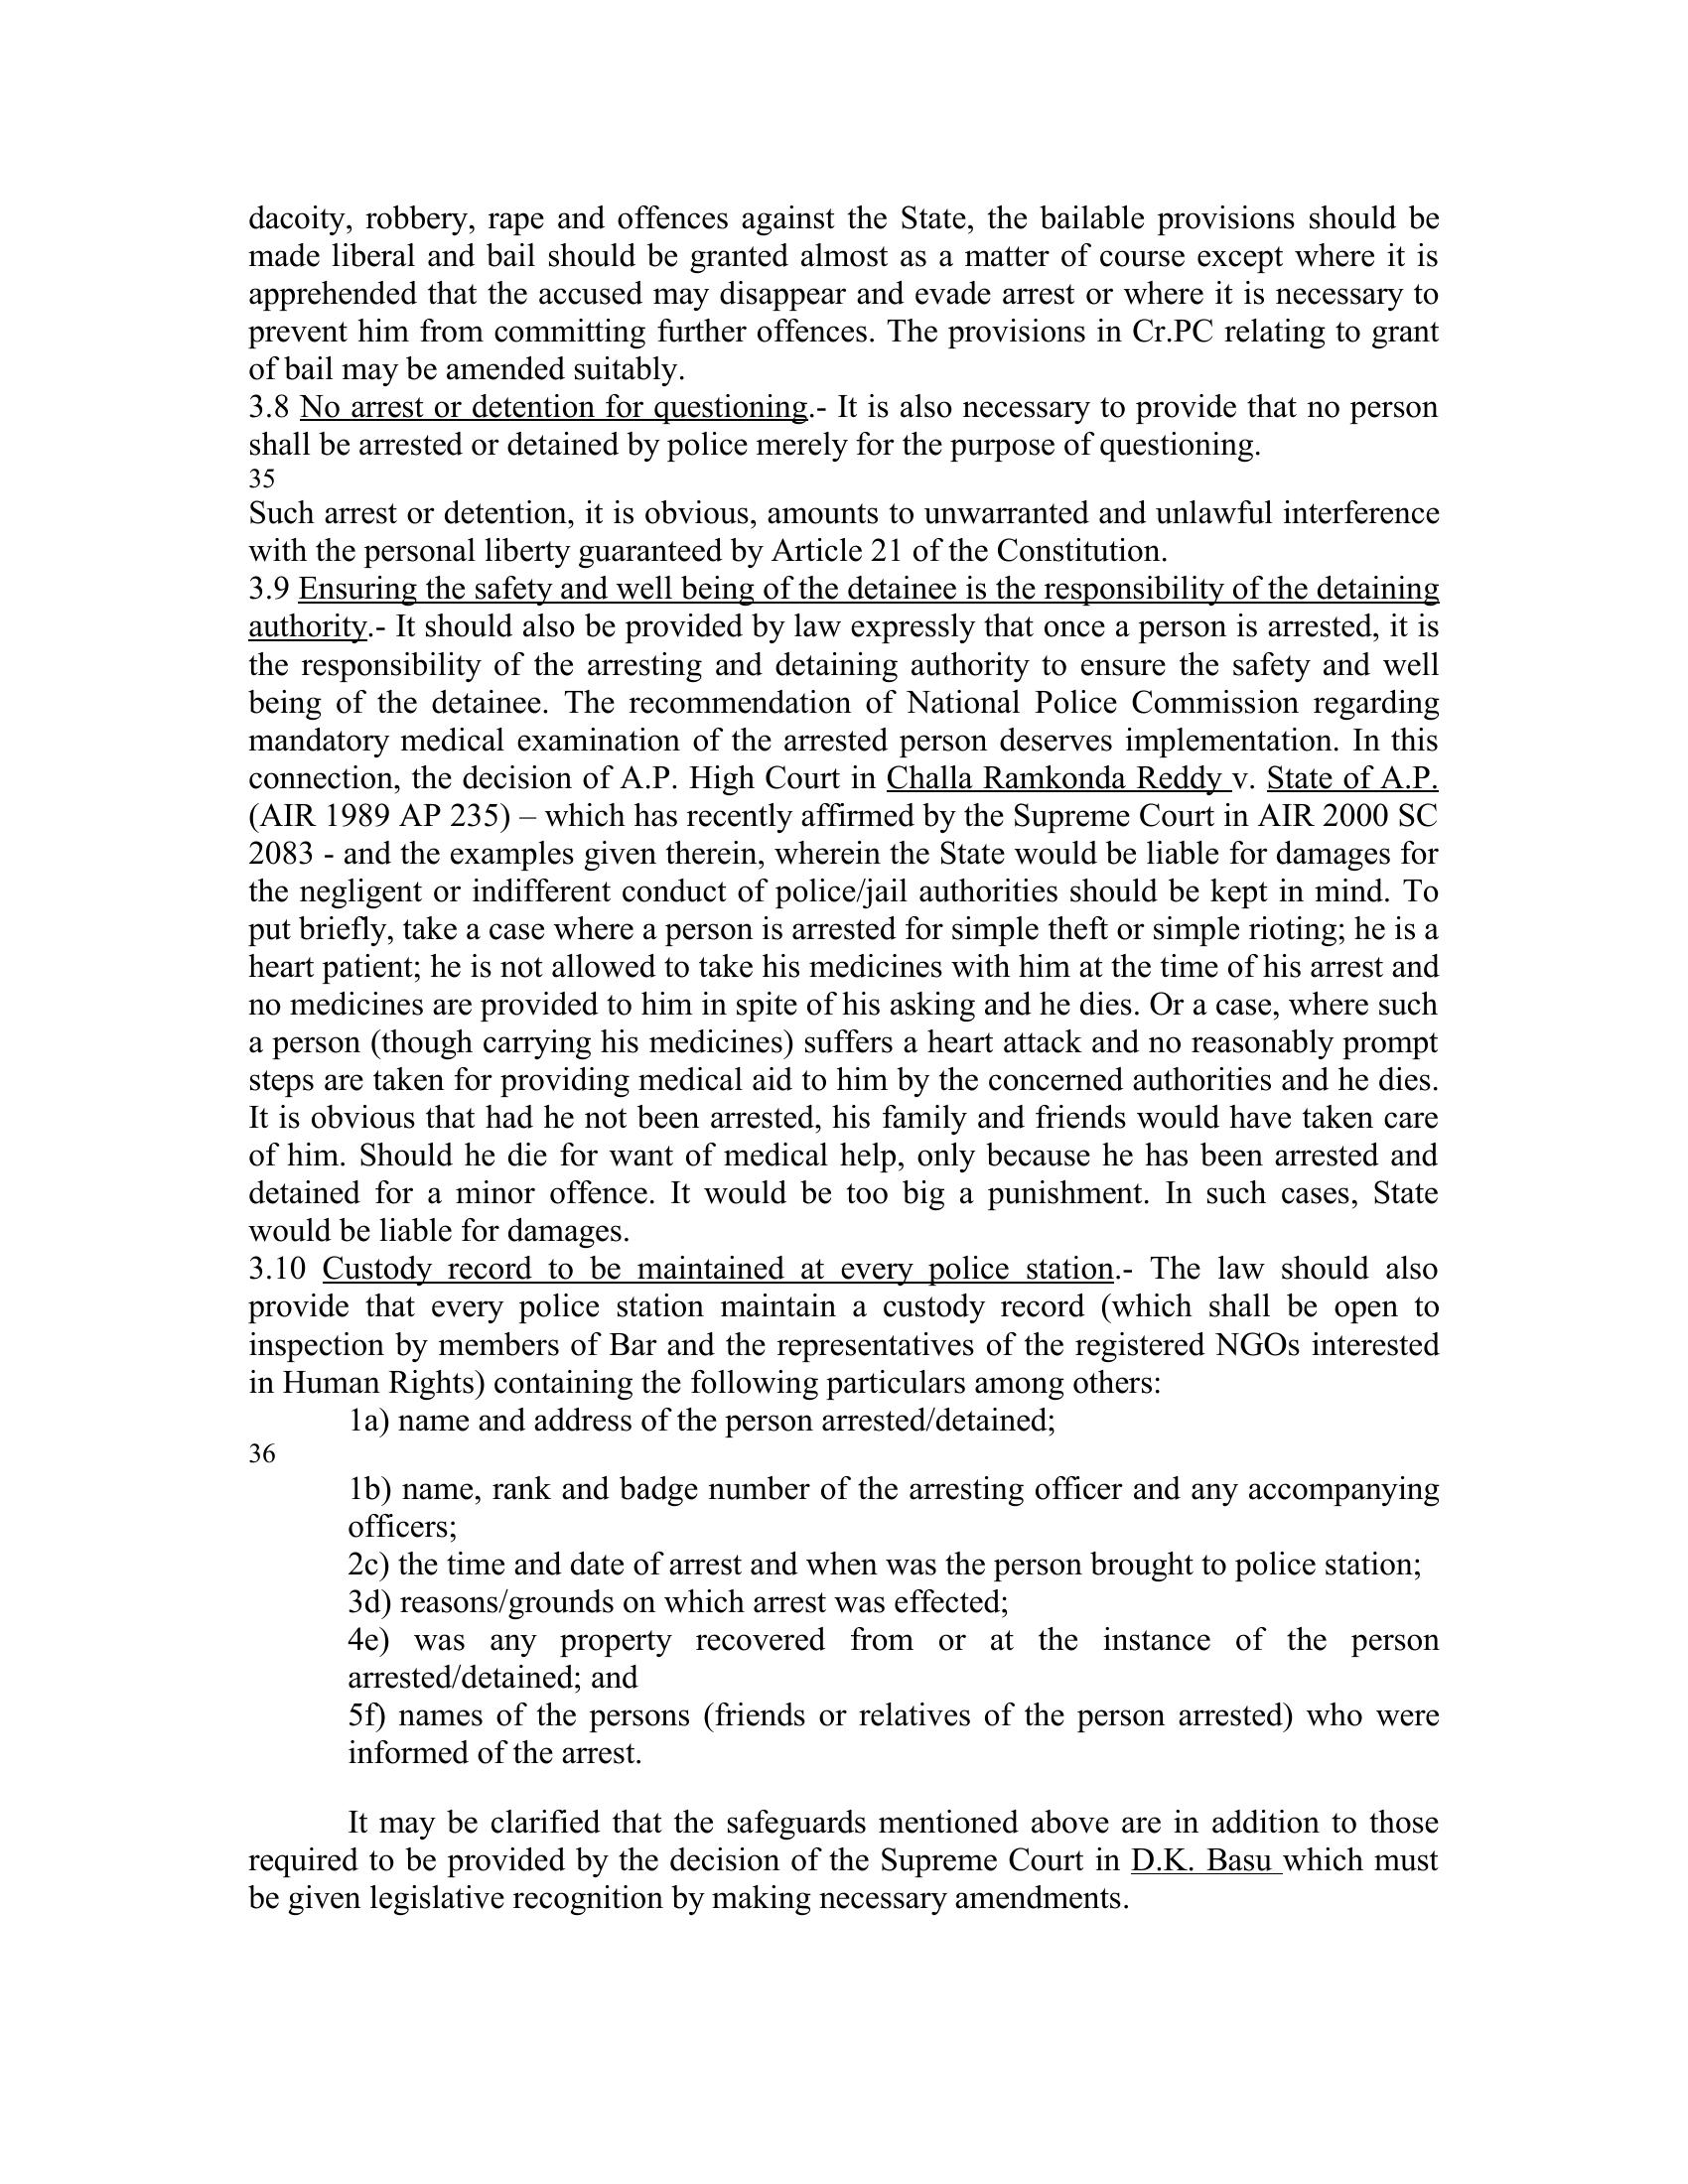 dacoity, robbery, rape and offences against the State, the bailable provisions should be
made liberal and bail should be granted almost as a matter of course except where it is
apprehended that the accused may disappear and evade arrest or where it is necessary to
prevent him from committing further offences. The provisions in Cr.PC relating to grant
of bail may be amended suitably.
3.8 No arrest or detention for questioning.- It is also necessary to provide that no person
shall be arrested or detained by police merely for the purpose of questioning.
35
Such arrest or detention, it is obvious, amounts to unwarranted and unlawful interference
with the personal liberty guaranteed by Article 21 of the Constitution.
3.9 Ensuring the safety and well being of the detainee is the responsibility of the detaining
authority.- It should also be provided by law expressly that once a person is arrested, it is
the responsibility of the arresting and detaining authority to ensure the safety and well
being of the detainee. The recommendation of National Police Commission regarding
mandatory medical examination of the arrested person deserves implementation. In this
connection, the decision of A.P. High Court in Challa Ramkonda Reddy v. State of A.P.
(AIR 1989 AP 235) – which has recently affirmed by the Supreme Court in AIR 2000 SC
2083 - and the examples given therein, wherein the State would be liable for damages for
the negligent or indifferent conduct of police/jail authorities should be kept in mind. To
put briefly, take a case where a person is arrested for simple theft or simple rioting; he is a
heart patient; he is not allowed to take his medicines with him at the time of his arrest and
no medicines are provided to him in spite of his asking and he dies. Or a case, where such
a person (though carrying his medicines) suffers a heart attack and no reasonably prompt
steps are taken for providing medical aid to him by the concerned authorities and he dies.
It is obvious that had he not been arrested, his family and friends would have taken care
of him. Should he die for want of medical help, only because he has been arrested and
detained for a minor offence. It would be too big a punishment. In such cases, State
would be liable for damages.
3.10 Custody record to be maintained at every police station.- The law should also
provide that every police station maintain a custody record (which shall be open to
inspection by members of Bar and the representatives of the registered NGOs interested
in Human Rights) containing the following particulars among others:
1a) name and address of the person arrested/detained;
36
1b) name, rank and badge number of the arresting officer and any accompanying
officers;
2c) the time and date of arrest and when was the person brought to police station;
3d) reasons/grounds on which arrest was effected;
4e) was any property recovered from or at the instance of the person
arrested/detained; and
5f) names of the persons (friends or relatives of the person arrested) who were
informed of the arrest.
It may be clarified that the safeguards mentioned above are in addition to those
required to be provided by the decision of the Supreme Court in D.K. Basu which must
be given legislative recognition by making necessary amendments.